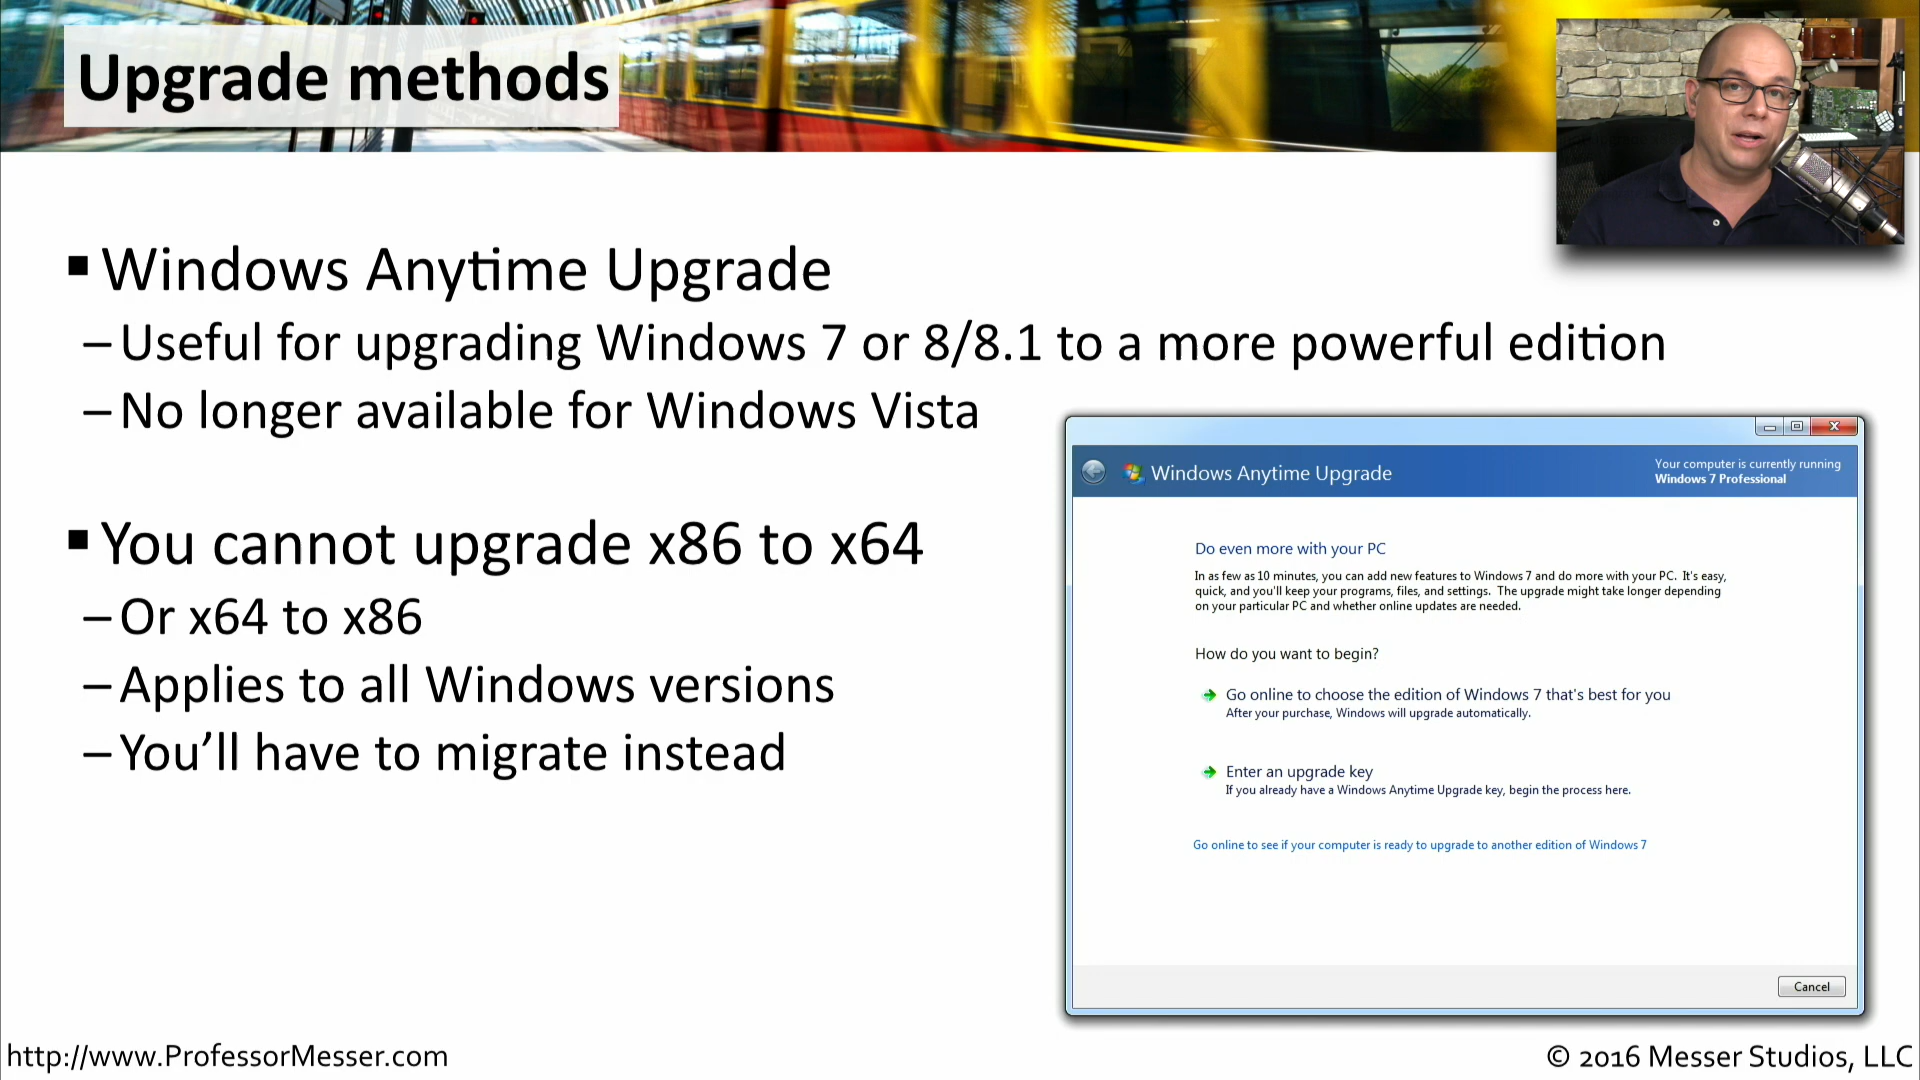 Upgrade methods
▪ Windows Anytime Upgrade
– Useful for upgrading Windows 7 or 8/8.1 to a more powerful edition
– No longer available for Windows Vista
▪ You cannot upgrade x86 to x64
– Or x64 to x86
– Applies to all Windows versions
– You’ll have to migrate instead
Windows Anytime Upgrade
Your computer is currently running
Windows 7 Professional
Do even more with your PC
In as few as 10 minutes, you can add new features to Windows 7 and do more with your PC. It's easy,
quick, and you'll keep your programs, files, and settings. The upgrade might take longer depending
on your particular PC and whether online updates are needed.
How do you want to begin?
Go online to choose the edition of Windows 7 that's best for you
After your purchase, Windows will upgrade automatically.
Enter an upgrade key
If you already have a Windows Anytime Upgrade key, begin the process here.
Go online to see if your computer is ready to upgrade to another edition of Windows 7
Cancel
http://www.ProfessorMesser.com
© 2016 Messer Studios, LLC